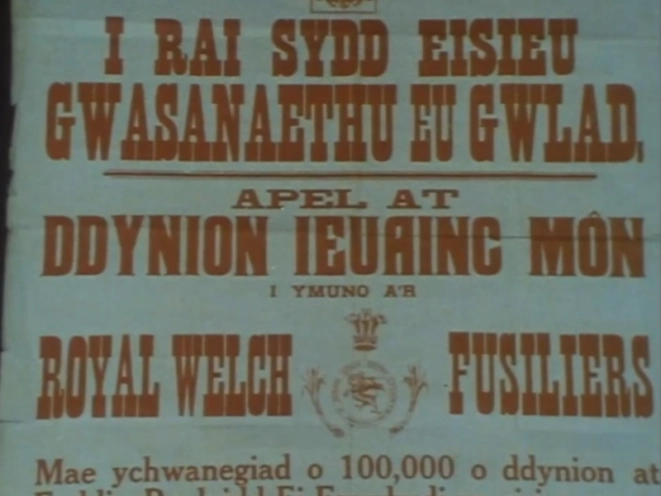 I RAI SYDD EISIEU
GWASANAETHU EU GWLAD,
APEL AT
DDYNION IEUAINC MÔN
I YMUNO A'R
ROYAL WELCH FUSILIERS
Mae ychwanegiad o 100,000 o ddynion at